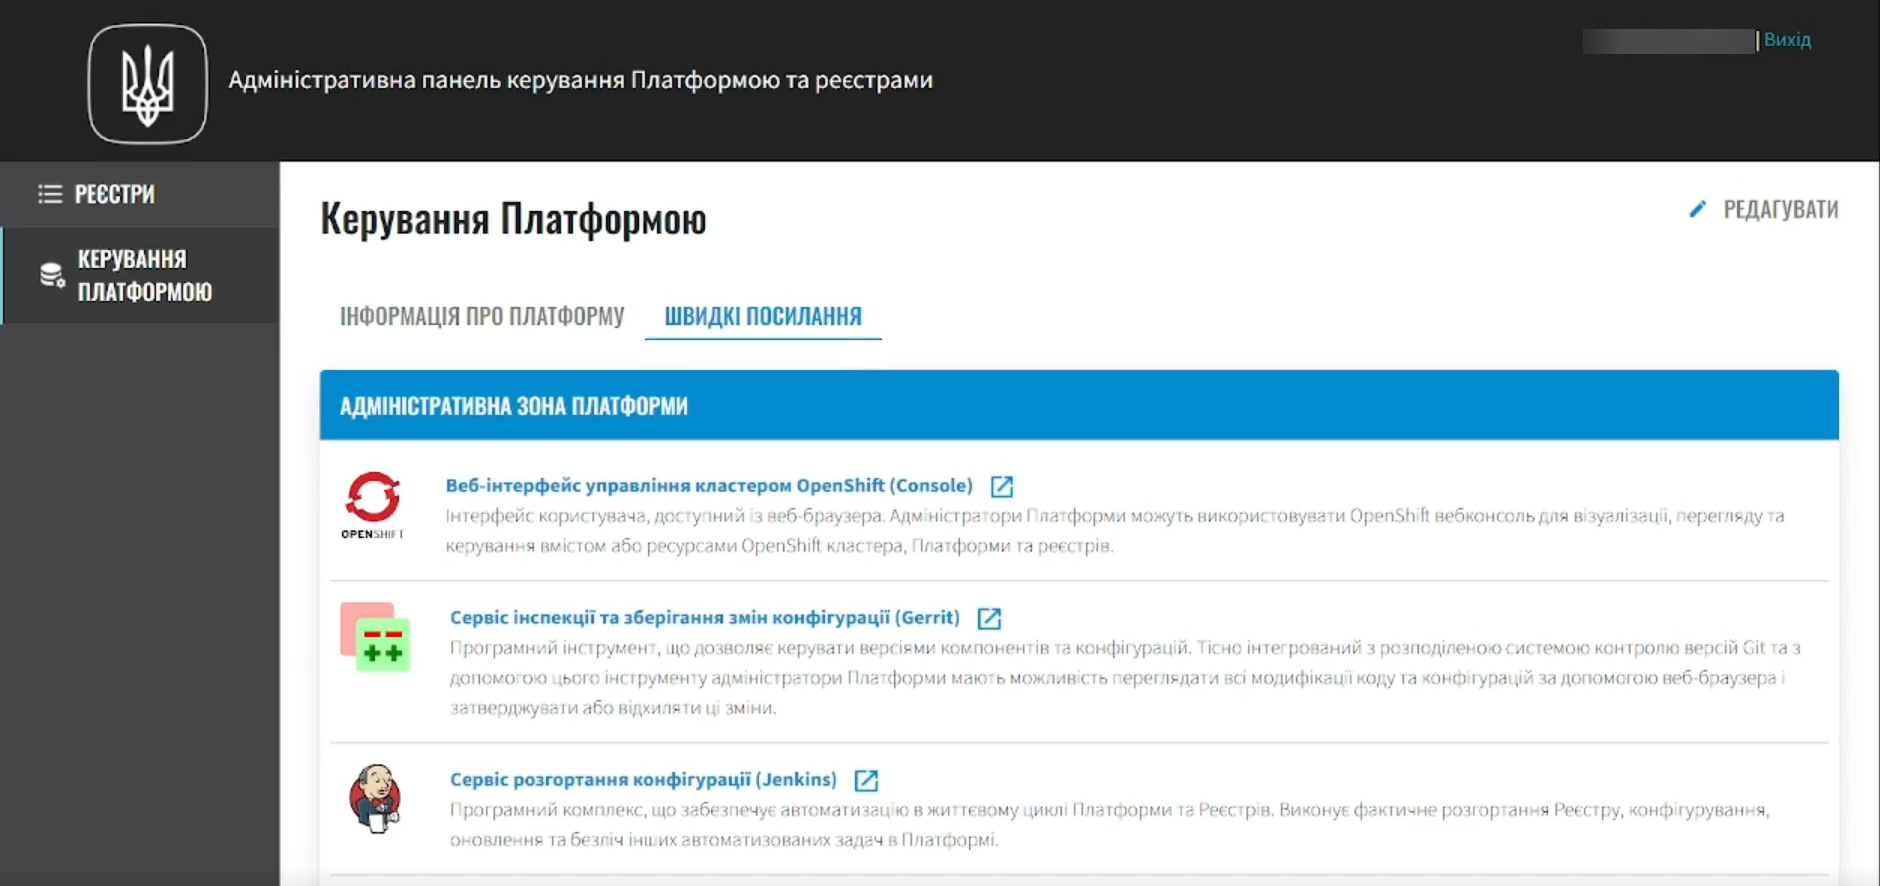 Адміністративна панель керування Платформою та реєстрами
| Вихід
РЕЄСТРИ
КЕРУВАННЯ
ПЛАТФОРМОЮ
Керування Платформою
РЕДАГУВАТИ
ІНФОРМАЦІЯ ПРО ПЛАТФОРМУ
ШВИДКІ ПОСИЛАННЯ
АДМІНІСТРАТИВНА ЗОНА ПЛАТФОРМИ
OPENSHIFT
Веб-інтерфейс управління кластером OpenShift (Console)
Інтерфейс користувача, доступний із веб-браузера. Адміністратори Платформи можуть використовувати OpenShift вебконсоль для візуалізації, перегляду та
керування вмістом або ресурсами OpenShift кластера, Платформи та реєстрів.
Сервіс інспекції та зберігання змін конфігурації (Gerrit)
Програмний інструмент, що дозволяє керувати версіями компонентів та конфігурацій. Тісно інтегрований з розподіленою системою контролю версій Git та з
допомогою цього інструменту адміністратори Платформи мають можливість переглядати всі модифікації коду та конфігурацій за допомогою веб-браузера і
затверджувати або відхиляти ці зміни.
Сервіс розгортання конфігурації (Jenkins)
Програмний комплекс, що забезпечує автоматизацію в життєвому циклі Платформи та Реєстрів. Виконує фактичне розгортання Реєстру, конфігурування,
оновлення та безліч інших автоматизованих задач в Платформі.